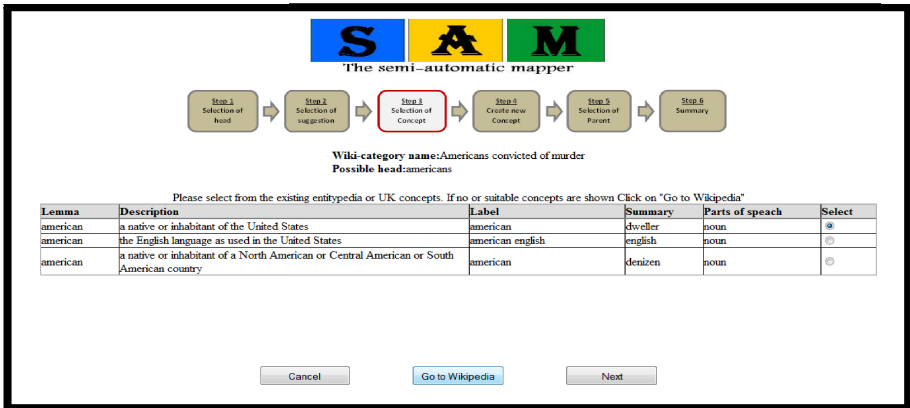 S A M
The semi-automatic mapper
Step 1 Step 2 Step 3 Step 4 Step 5 Step 6
Selection of Selection of Selection of Create new Selection of Summary
head suggestion Concept Concept Parent
Wiki-category name:Americans convicted of murder
Possible head:americans
Please select from the existing entitypedia or UK concepts. If no or suitable concepts are shown Click on "Go to Wikipedia"
Lemma Description Label Summary Parts of speach Select
american a native or inhabitant of the United States american dweller noun
american the English language as used in the United States american english english noun
american a native or inhabitant of a North American or Central American or South american denizen noun
American country
Cancel Go to Wikipedia Next